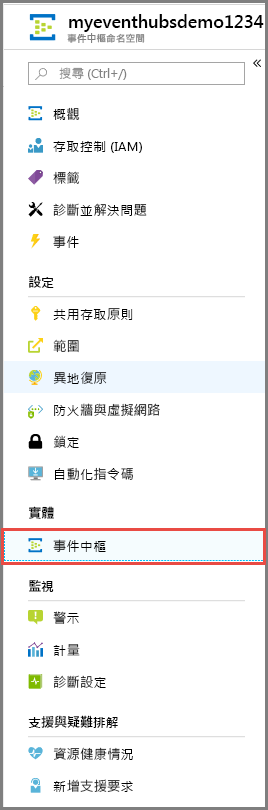 myeventhubsdemo1234
事件中樞命名空間
搜尋 (Ctrl+/)
概觀
存取控制 (IAM)
標籤
診斷並解決問題
事件
設定
共用存取原則
範圍
異地復原
防火牆與虛擬網路
鎖定
自動化指令碼
實體
事件中樞
監視
警示
計量
診斷設定
支援與疑難排解
資源健康情況
新增支援要求